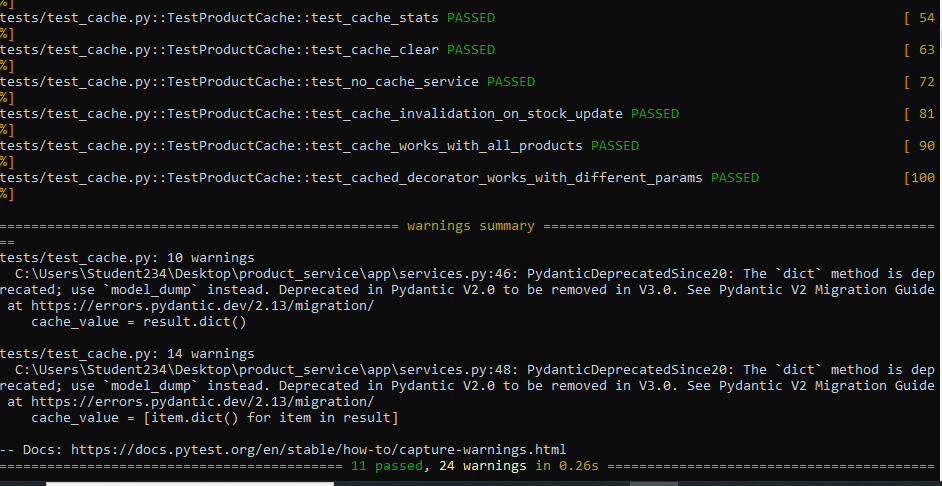 %]
tests/test_cache.py::TestProductCache::test_cache_stats PASSED [ 54
%]
tests/test_cache.py::TestProductCache::test_cache_clear PASSED [ 63
%]
tests/test_cache.py::TestProductCache::test_no_cache_service PASSED [ 72
%]
tests/test_cache.py::TestProductCache::test_cache_invalidation_on_stock_update PASSED [ 81
%]
tests/test_cache.py::TestProductCache::test_cache_works_with_all_products PASSED [ 90
%]
tests/test_cache.py::TestProductCache::test_cached_decorator_works_with_different_params PASSED [100
%]
================================================== warnings summary =================================================
==
tests/test_cache.py: 10 warnings
C:\Users\Student234\Desktop\product_service\app\services.py:46: PydanticDeprecatedSince20: The `dict` method is dep
recated; use `model_dump` instead. Deprecated in Pydantic V2.0 to be removed in V3.0. See Pydantic V2 Migration Guide
at https://errors.pydantic.dev/2.13/migration/
cache_value = result.dict()
tests/test_cache.py: 14 warnings
C:\Users\Student234\Desktop\product_service\app\services.py:48: PydanticDeprecatedSince20: The `dict` method is dep
recated; use `model_dump` instead. Deprecated in Pydantic V2.0 to be removed in V3.0. See Pydantic V2 Migration Guide
at https://errors.pydantic.dev/2.13/migration/
cache_value = [item.dict() for item in result]
-- Docs: https://docs.pytest.org/en/stable/how-to/capture-warnings.html
=========================================== 11 passed, 24 warnings in 0.26s =========================================